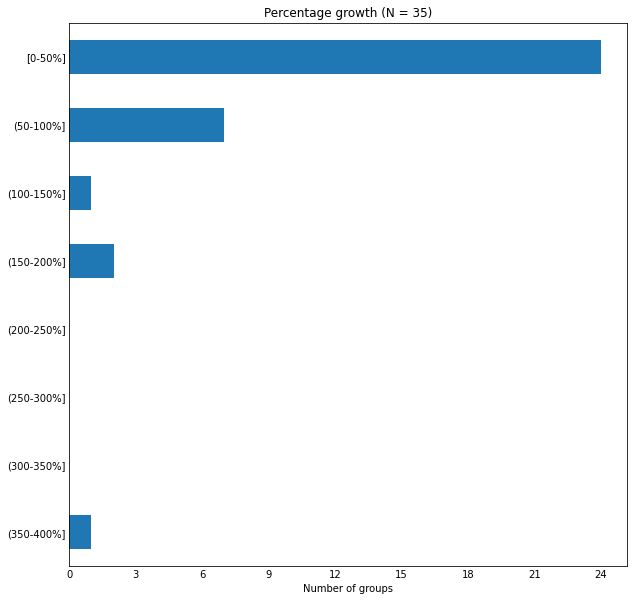 Percentage growth (N = 35)
[0-50%]
(50-100%]
(100-150%]
(150-200%]
(200-250%]
(250-300%]
(300-350%]
(350-400%]
0 3 6 9 12 15 18 21 24
Number of groups